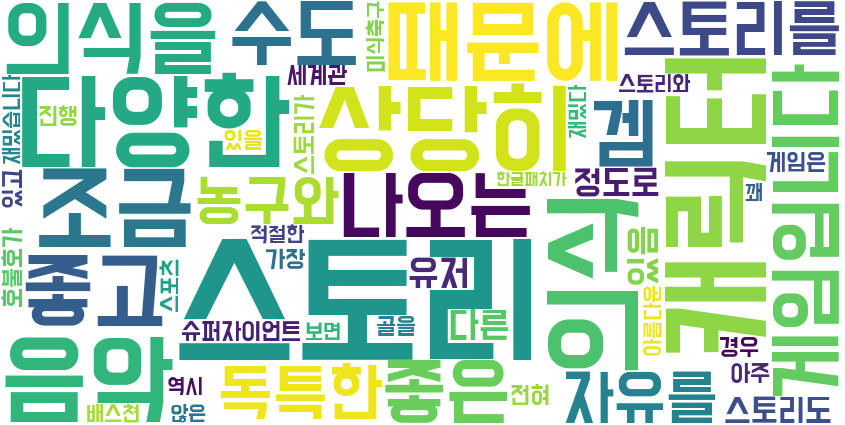 의식을
수도
미식축구
때문에
스토리를
재밌습니다
다양한
세계관
진행
있을
스토리가
상당히
재밌다
겜
스토리와
캐릭터
게임입니다
있고
조금
농구와
나오는
한글패치가
정도로
꽤
게임은
호불호가
좋고
스포츠
적절한
가장
스토리
유저
의식
있음
아름다운
음악
슈퍼자이언트
보면
골을
다른
경우
역시
독특한
좋은
전혀
자유를
아주
배스천
않은
스토리도